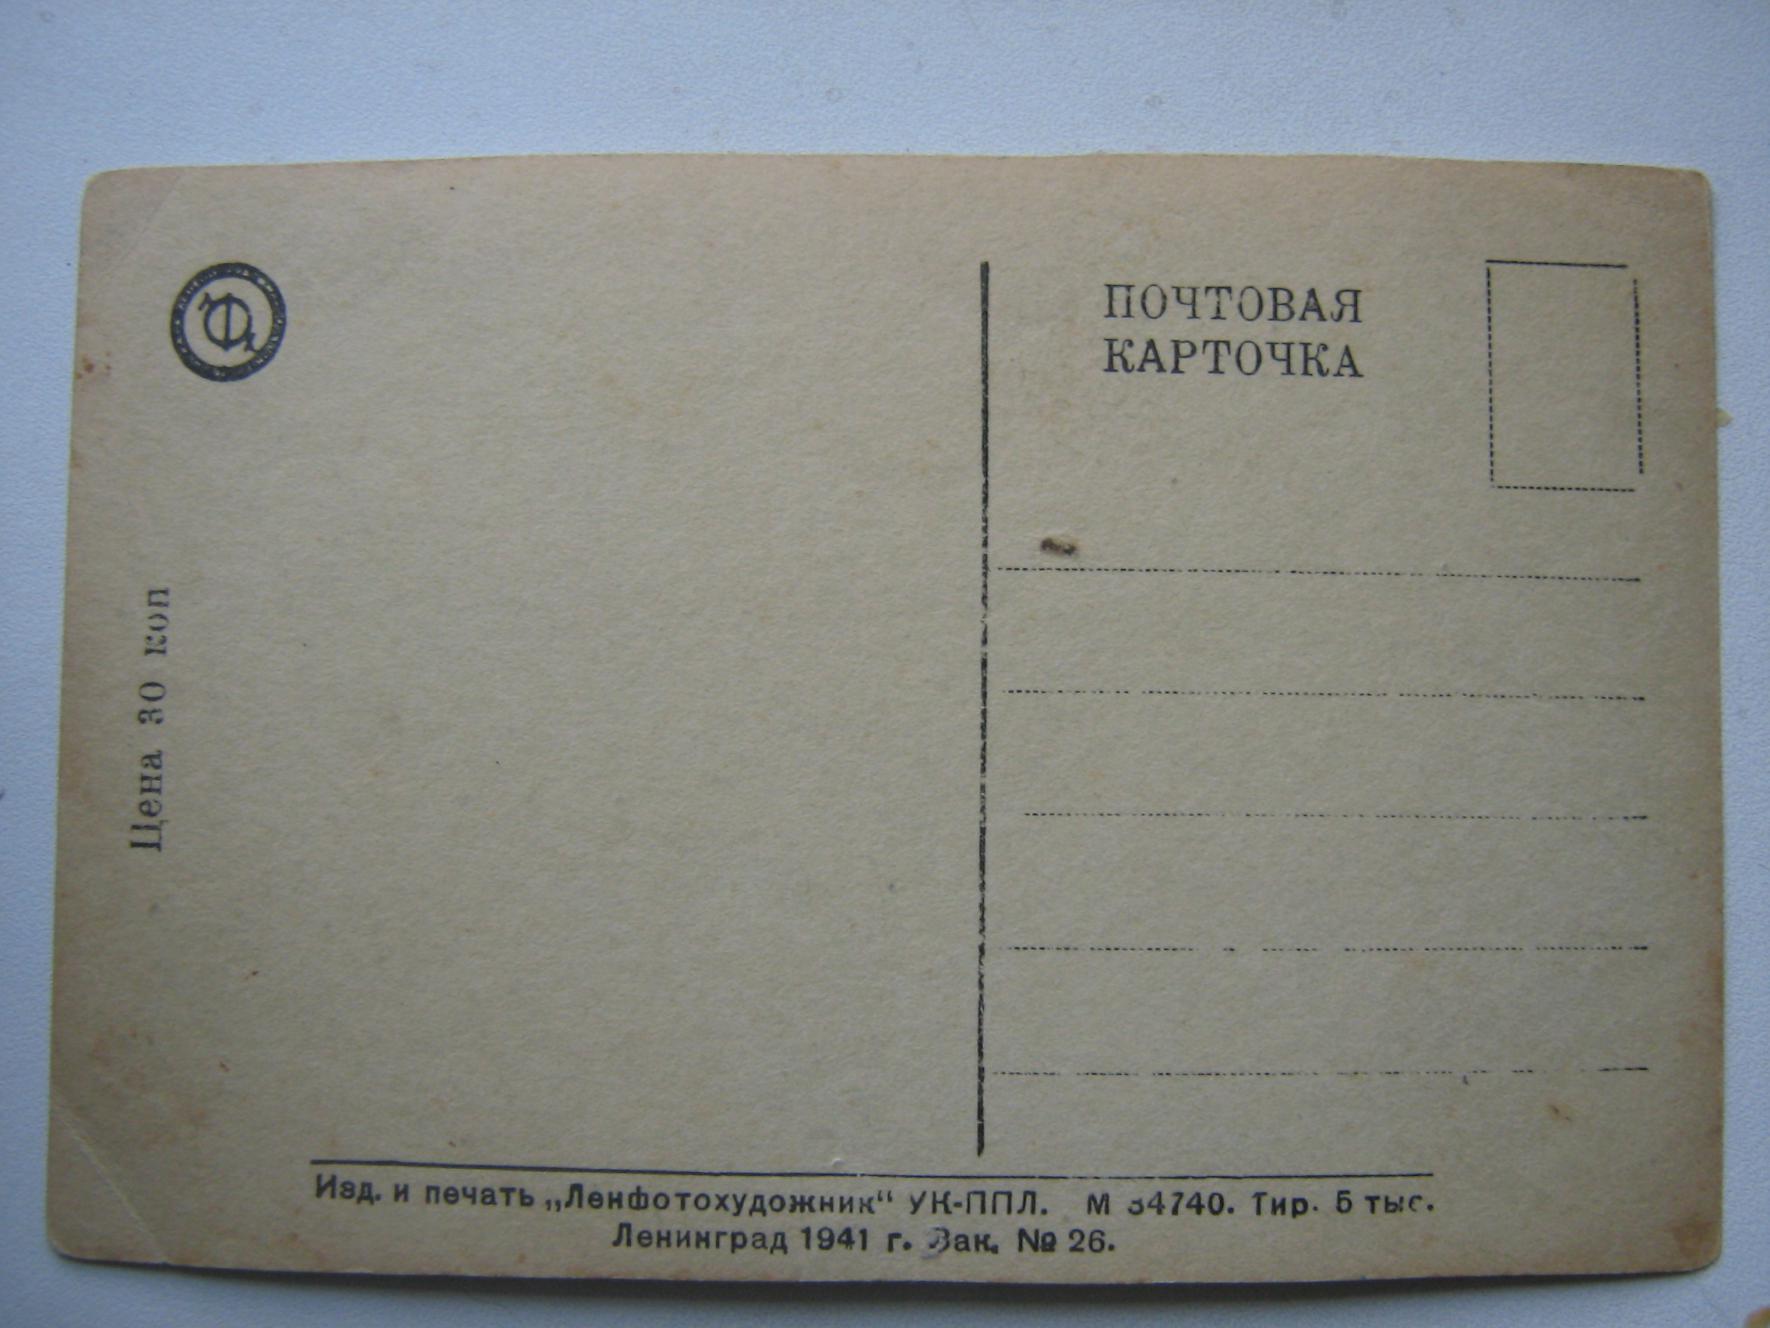 ПОЧТОВАЯ
КАРТОЧКА
Цена 30 коп
Изд. и печать „Ленфотохудожник“ УК-ППЛ. М 34740. Тир. 5 тыс.
Ленинград 1941 г. Зак. № 26.